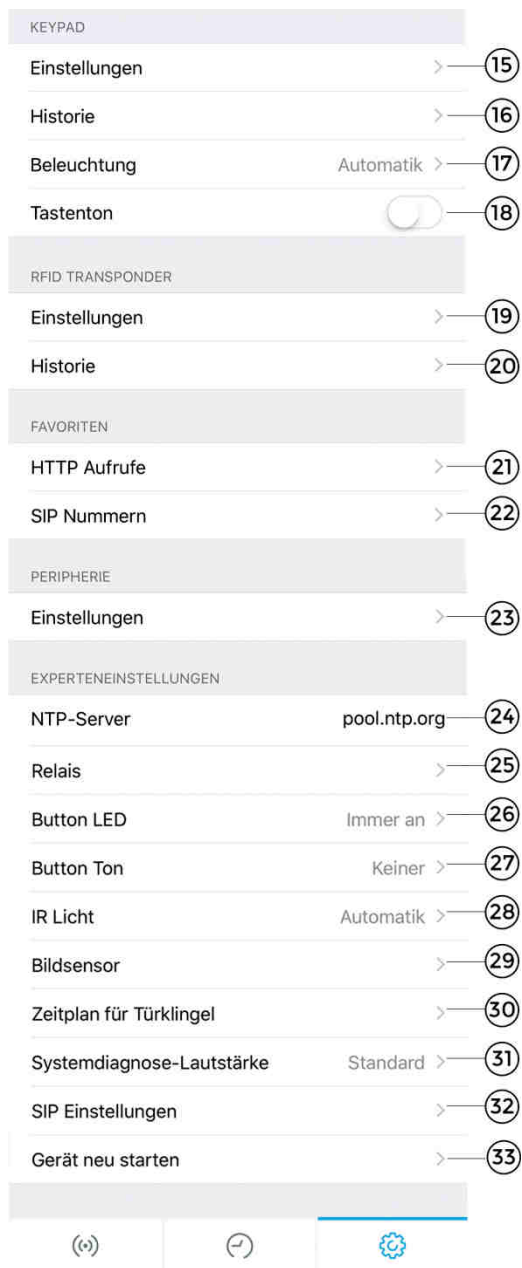 KEYPAD
Einstellungen 15
Historie 16
Beleuchtung Automatik 17
Tastenton 18
RFID TRANSPONDER
Einstellungen 19
Historie 20
FAVORITEN
HTTP Aufrufe 21
SIP Nummern 22
PERIPHERIE
Einstellungen 23
EXPERTENEINSTELLUNGEN
NTP-Server pool.ntp.org 24
Relais 25
Button LED Immer an 26
Button Ton Keiner 27
IR Licht Automatik 28
Bildsensor 29
Zeitplan für Türklingel 30
Systemdiagnose-Lautstärke Standard 31
SIP Einstellungen 32
Gerät neu starten 33